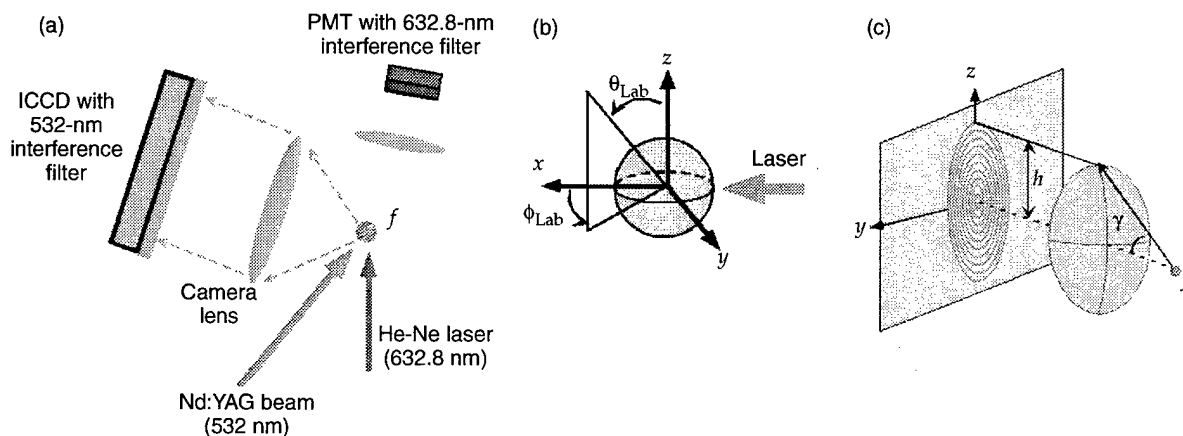 (a)
PMT with 632.8-nm
interference filter
ICCD with
532-nm
interference
filter
f
Camera
lens
He-Ne laser
(632.8 nm)
Nd:YAG beam
(532 nm)
(b)
z
θLab
x
Laser
ϕLab
y
(c)
z
h
y
γ